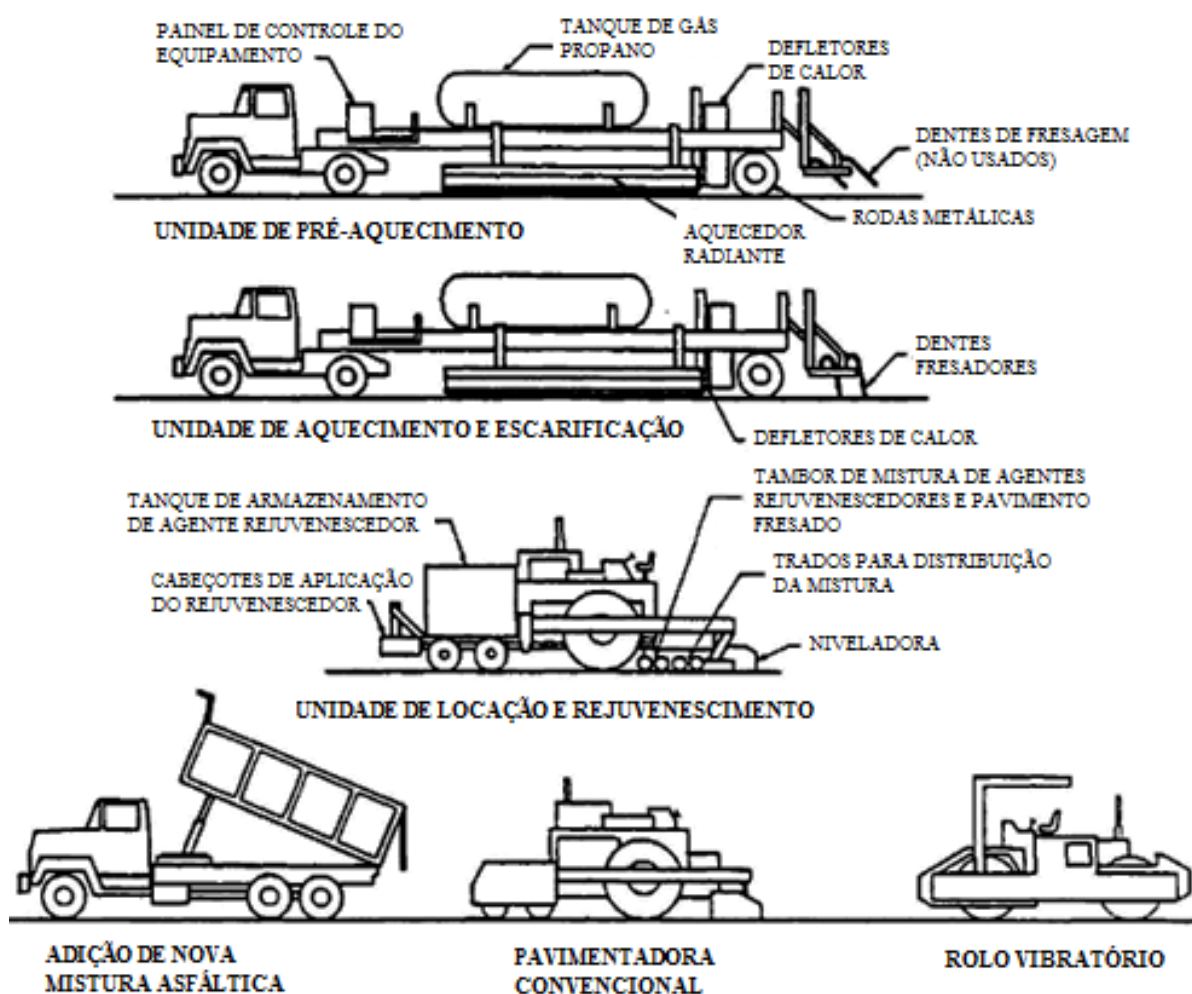 PAINEL DE CONTROLE DO
EQUIPAMENTO
TANQUE DE GÁS
PROPANO
DEFLETORES
DE CALOR
DENTES DE FRESAGEM
(NÃO USADOS)
RODAS METÁLICAS
AQUECEDOR
RADIANTE
UNIDADE DE PRÉ-AQUECIMENTO
DENTES
FRESADORES
DEFLETORES DE CALOR
UNIDADE DE AQUECIMENTO E ESCARIFICAÇÃO
TANQUE DE ARMAZENAMENTO
DE AGENTE REJUVENESCEDOR
TAMBOR DE MISTURA DE AGENTES
REJUVENESCEDORES E PAVIMENTO
FRESADO
CABEÇOTES DE APLICAÇÃO
DO REJUVENESCEDOR
TRADOS PARA DISTRIBUIÇÃO
DA MISTURA
NIVELADORA
UNIDADE DE LOCAÇÃO E REJUVENESCIMENTO
ADIÇÃO DE NOVA
MISTURA ASFÁLTICA
PAVIMENTADORA
CONVENCIONAL
ROLO VIBRATÓRIO